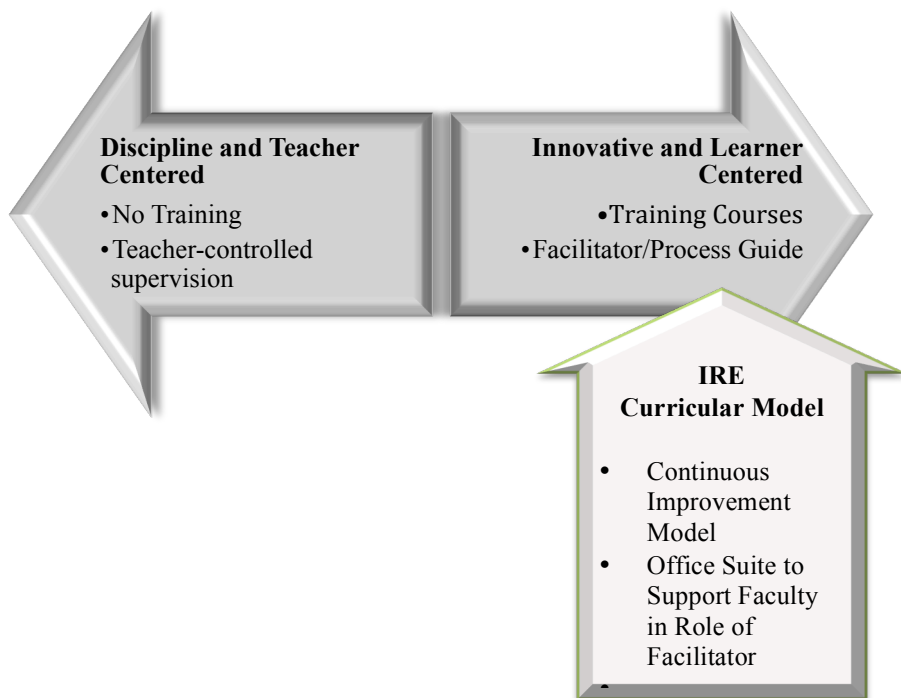 Discipline and Teacher
Centered
•No Training
•Teacher-controlled
supervision
Innovative and Learner
Centered
•Training Courses
•Facilitator/Process Guide
IRE
Curricular Model
• Continuous
Improvement
Model
• Office Suite to
Support Faculty
in Role of
Facilitator
•